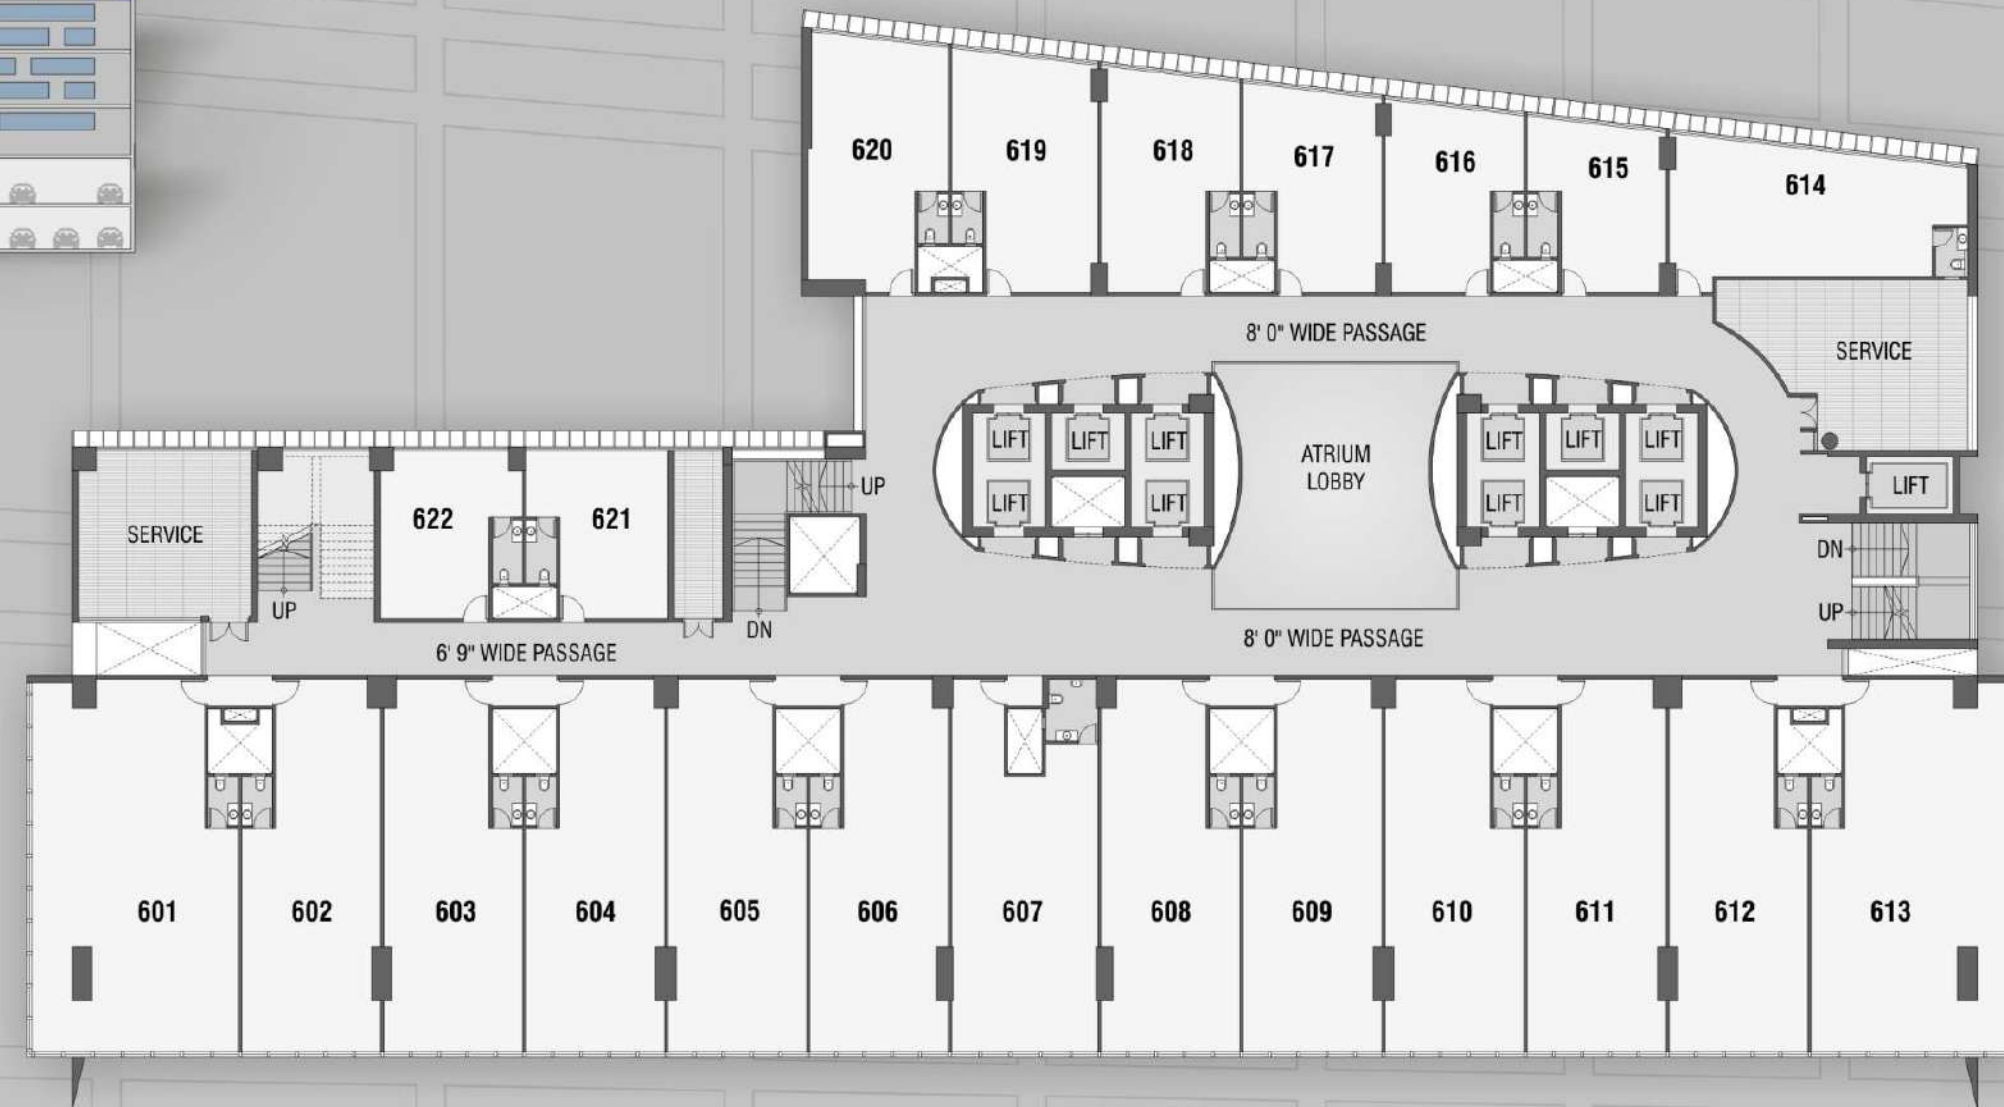 620
619
618
617
616
615
614
8' 0" WIDE PASSAGE
SERVICE
LIFT
LIFT
LIFT
ATRIUM
LOBBY
LIFT
LIFT
LIFT
LIFT
LIFT
LIFT
LIFT
LIFT
UP
SERVICE
622
621
DN
UP
UP
DN
6' 9" WIDE PASSAGE
8' 0" WIDE PASSAGE
601
602
603
604
605
606
607
608
609
610
611
612
613